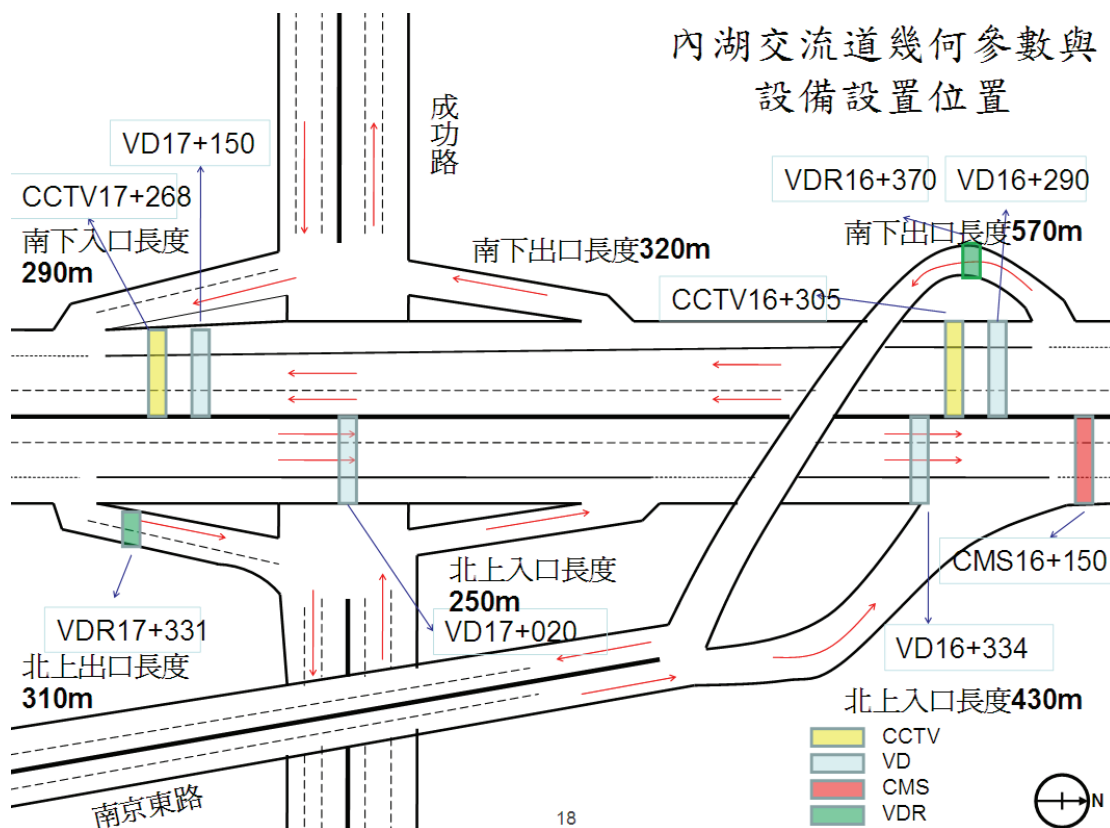 內湖交流道幾何參數與
設備設置位置
成功路
VD17+150
CCTV17+268
南下入口長度
290m
南下出口長度320m
VDR16+370
VD16+290
南下出口長度570m
CCTV16+305
北上入口長度
250m
VD17+020
CMS16+150
VDR17+331
北上出口長度
310m
VD16+334
北上入口長度430m
CCTV
VD
CMS
VDR
南京東路
N
18